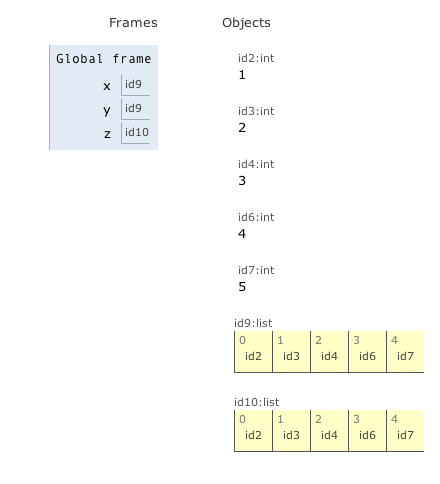 Frames
Objects
Global frame
x id9
y id9
z id10
id2:int
1
id3:int
2
id4:int
3
id6:int
4
id7:int
5
id9:list
0 1 2 3 4
id2 id3 id4 id6 id7
id10:list
0 1 2 3 4
id2 id3 id4 id6 id7